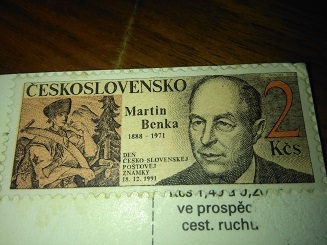 ČESKOSLOVENSKO
Martin
Benka
1888 - 1971
DEN
ČESKO-SLOVENSKEJ
POŠTOVEJ
ZNÁMKY
18. 12. 1991
2
Kčs
ve prospěc
cest. ruchu